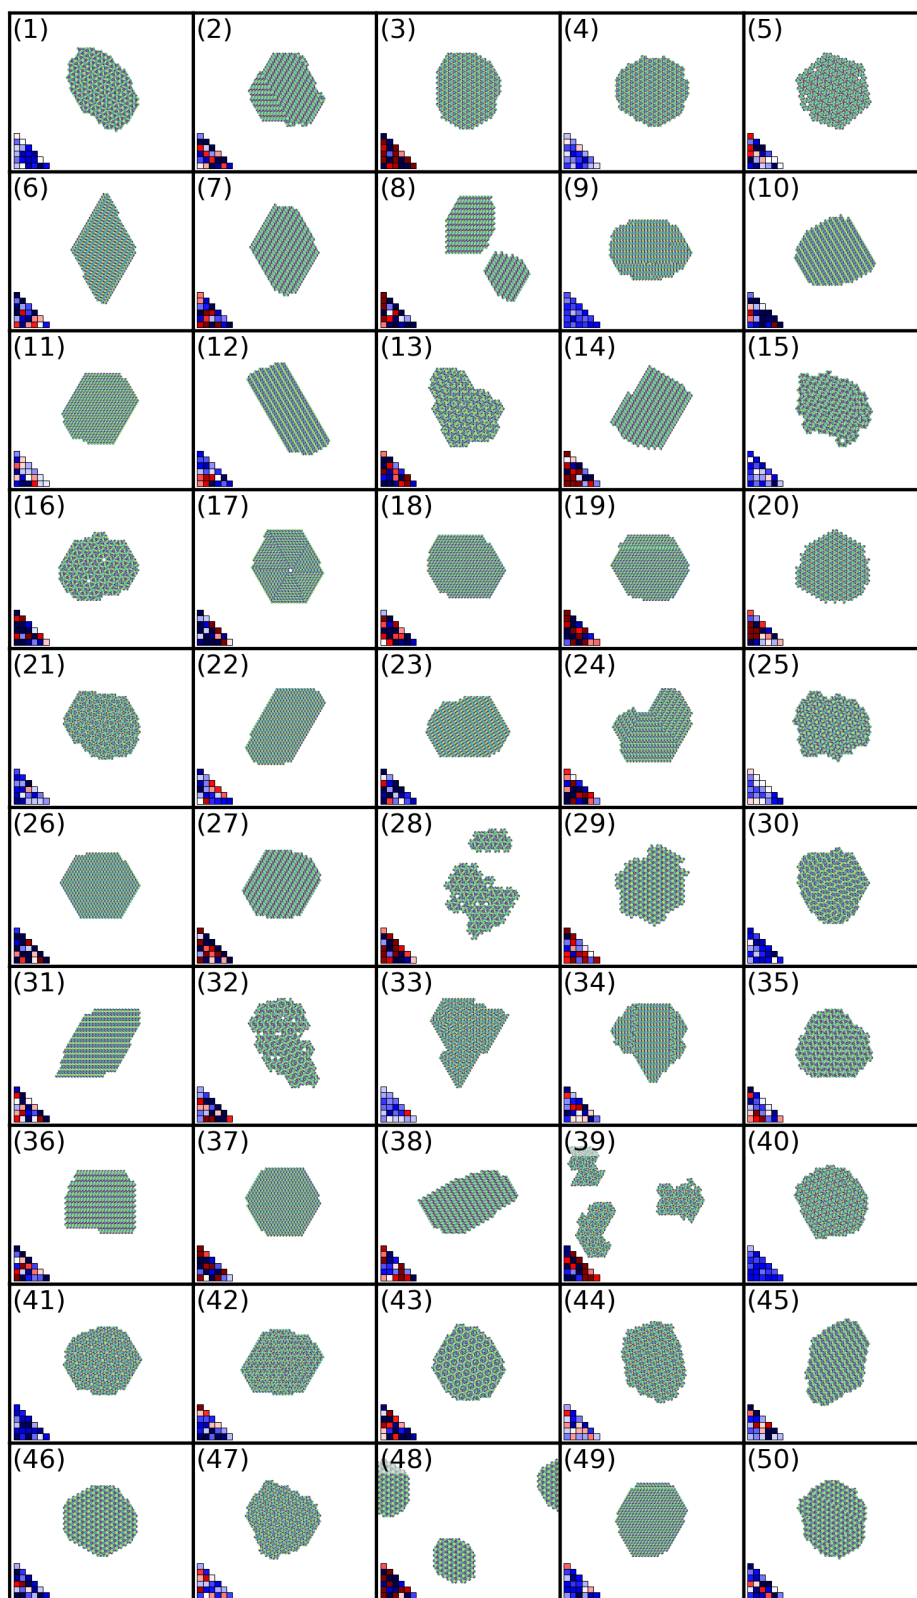 (1) (2) (3) (4) (5)
(6) (7) (8) (9) (10)
(11) (12) (13) (14) (15)
(16) (17) (18) (19) (20)
(21) (22) (23) (24) (25)
(26) (27) (28) (29) (30)
(31) (32) (33) (34) (35)
(36) (37) (38) (39) (40)
(41) (42) (43) (44) (45)
(46) (47) (48) (49) (50)